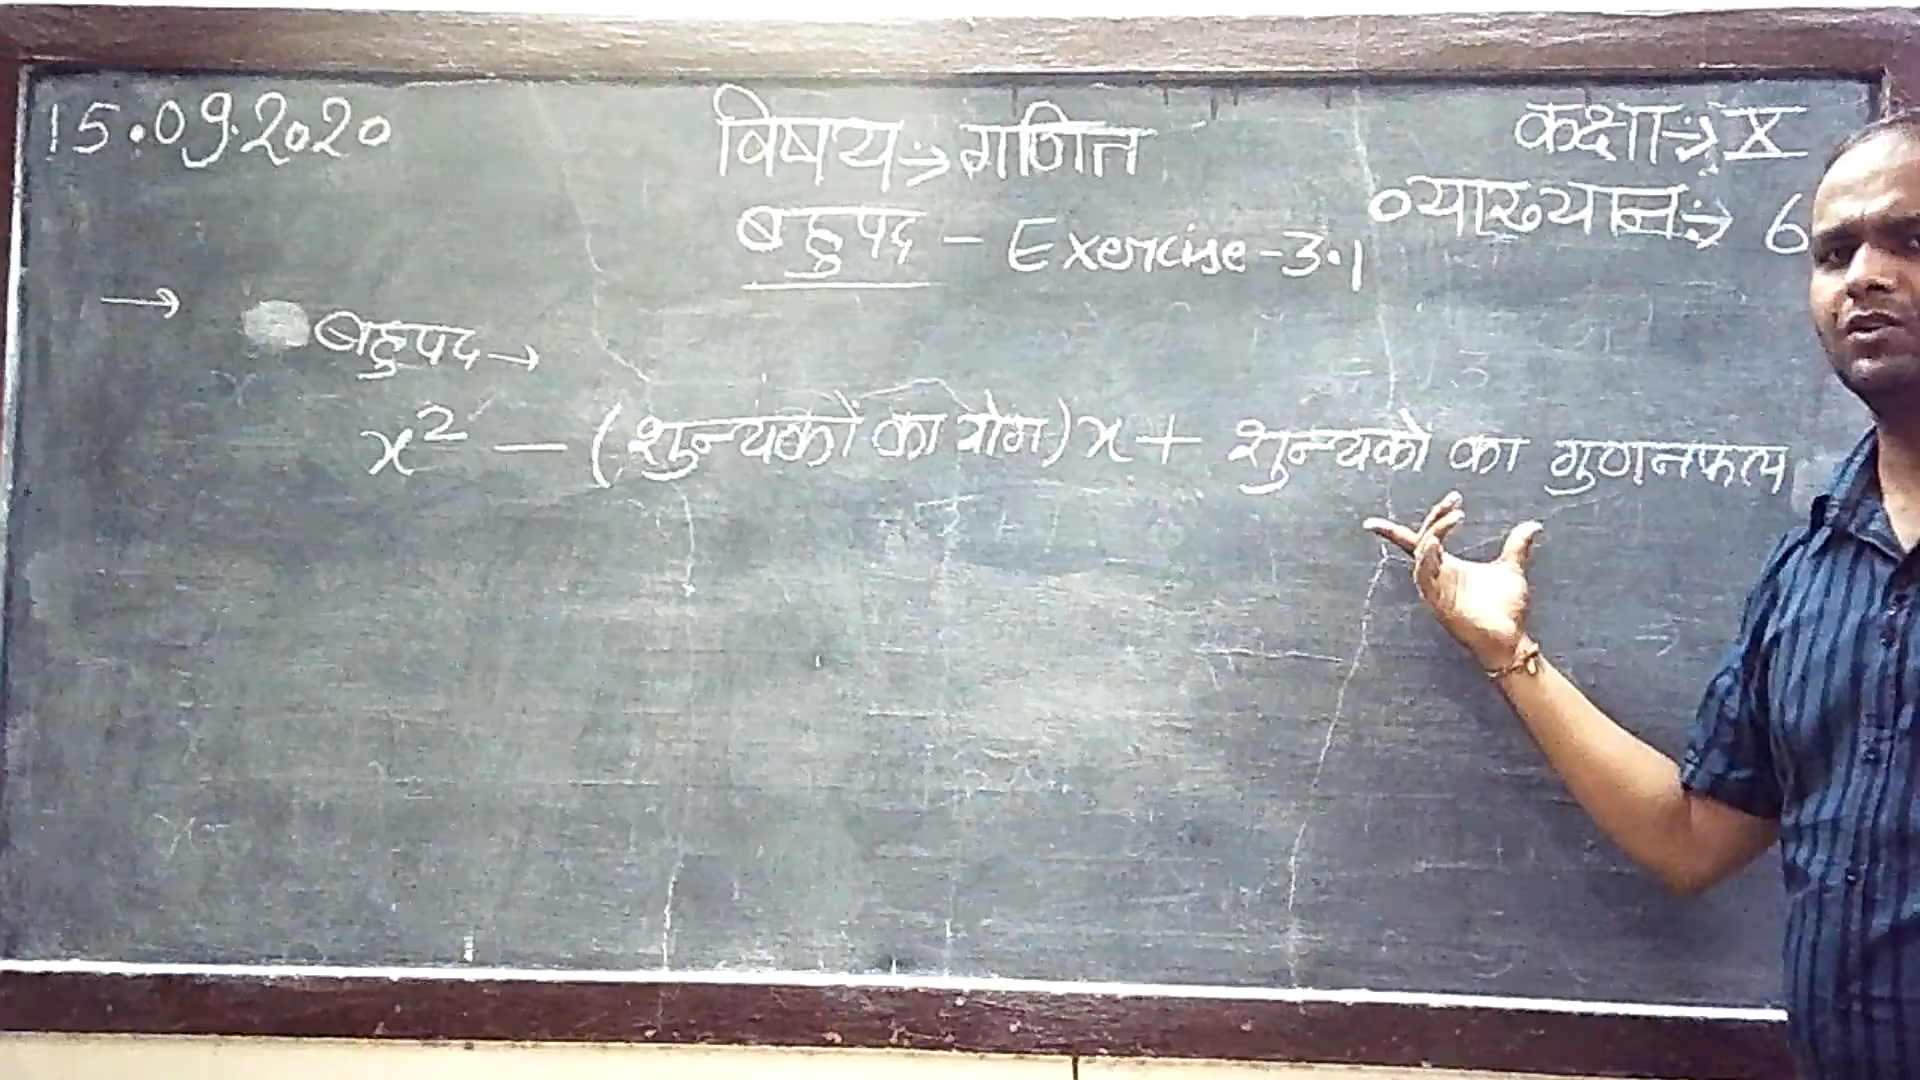 15.09.2020
विषय:→ गणित
कक्षा:→ X
व्याख्यान:→ 6
बहुपद - Exercise-3.1
→ बहुपद →
x² - (शुन्यकों का योग)x + शुन्यकों का गुणनफल